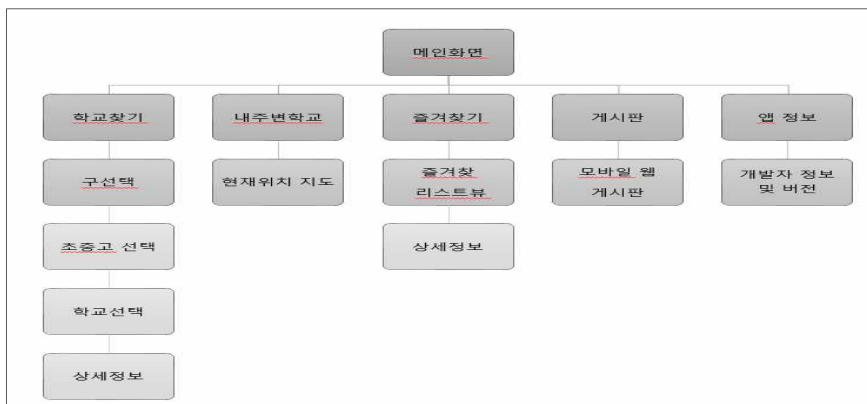 메인화면
학교찾기
내주변학교
즐겨찾기
게시판
앱 정보
구선택
현재위치 지도
즐겨찾
리스트뷰
모바일 웹
게시판
개발자 정보
및 버전
초중고 선택
상세정보
학교선택
상세정보